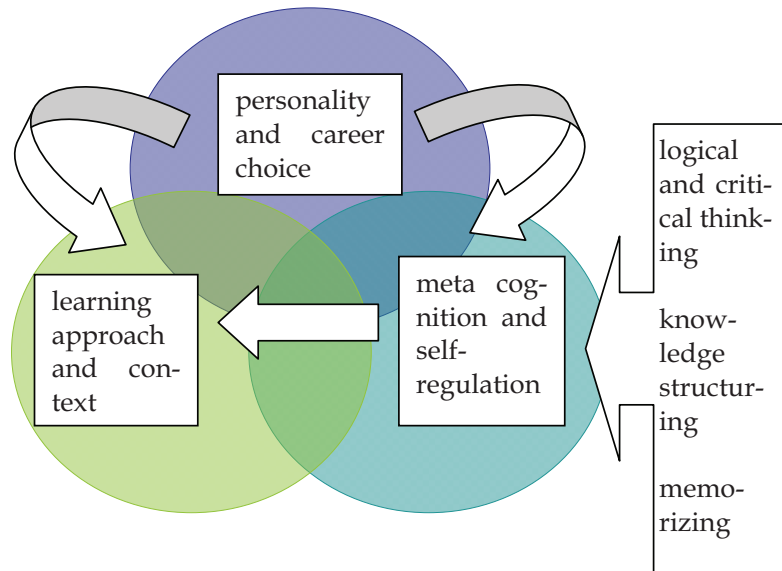 personality
and career
choice
learning
approach
and con-
text
meta cog-
nition and
self-
regulation
logical
and criti-
cal think-
ing
know-
ledge
structur-
ing
memo-
rizing